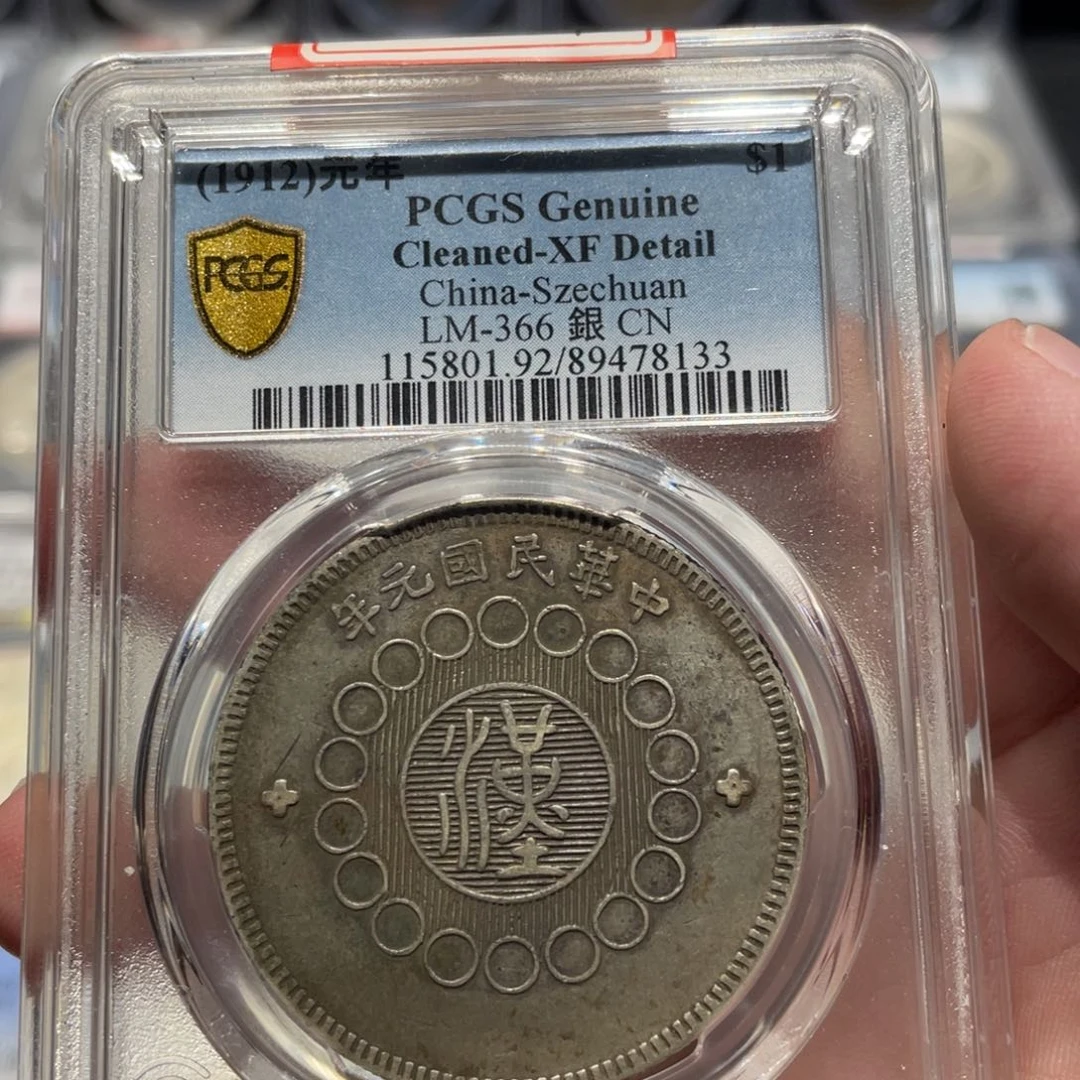 (1912)元年 $1
PCGS Genuine
PCGS Cleaned-XF Detail
China-Szechuan
LM-366 銀 CN
115801.92/89478133
年元國民華中
漢